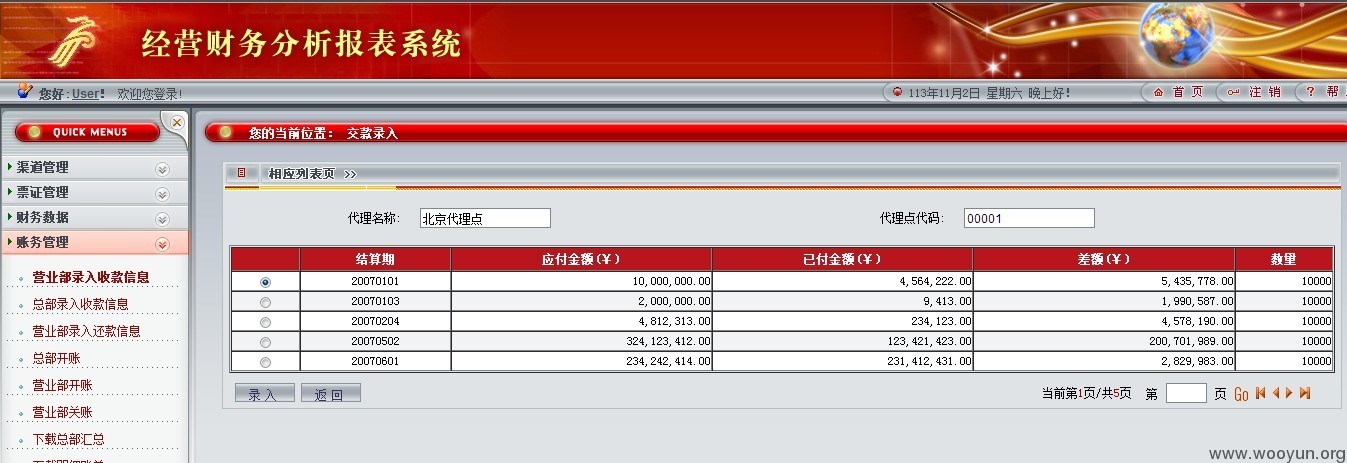 经营财务分析报表系统
您好:User! 欢迎您登录!
113年11月2日 星期六 晚上好!
首 页
注 销
帮
QUICK MENUS
您的当前位置: 交款录入
渠道管理
票证管理
财务数据
账务管理
营业部录入收款信息
总部录入收款信息
营业部录入还款信息
总部开账
营业部开账
营业部关账
下载总部汇总
相应列表页 >>
代理名称: 北京代理点 代理点代码: 00001
结算期 应付金额(¥) 已付金额(¥) 差额(¥) 数量
20070101 10,000,000.00 4,564,222.00 5,435,778.00 10000
20070103 2,000,000.00 9,413.00 1,990,587.00 10000
20070204 4,812,313.00 234,123.00 4,578,190.00 10000
20070502 324,123,412.00 123,421,423.00 200,701,989.00 10000
20070601 234,242,414.00 231,412,431.00 2,829,983.00 10000
录 入 返 回 当前第1页/共5页 第 页 Go
www.wooyun.org